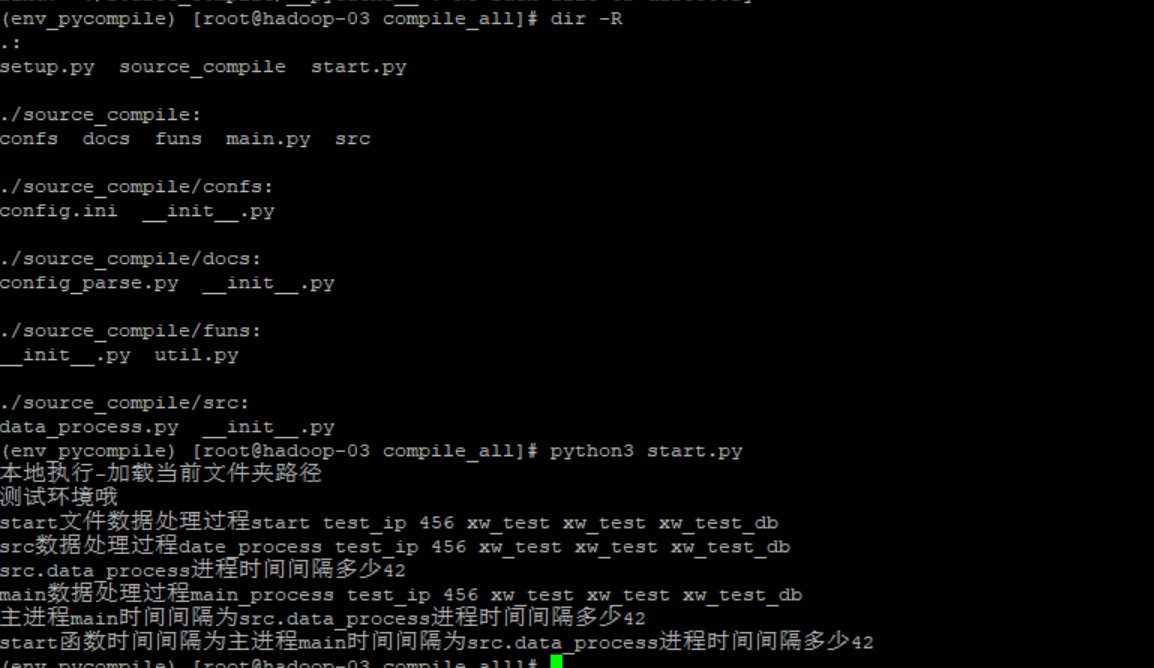 (env_pycompile) [root@hadoop-03 compile_all]# dir -R
.:
setup.py source_compile start.py
./source_compile:
confs docs funs main.py src
./source_compile/confs:
config.ini __init__.py
./source_compile/docs:
config_parse.py __init__.py
./source_compile/funs:
__init__.py util.py
./source_compile/src:
data_process.py __init__.py
(env_pycompile) [root@hadoop-03 compile_all]# python3 start.py
本地执行-加载当前文件夹路径
测试环境哦
start文件数据处理过程start test_ip 456 xw_test xw_test xw_test_db
src数据处理过程date_process test_ip 456 xw_test xw_test xw_test_db
src.data_process进程时间间隔多少42
main数据处理过程main_process test_ip 456 xw_test xw_test xw_test_db
主进程main时间间隔为src.data_process进程时间间隔多少42
start函数时间间隔为主进程main时间间隔为src.data_process进程时间间隔多少42
(env_pycompile) [root@hadoop-03 compile_all]#